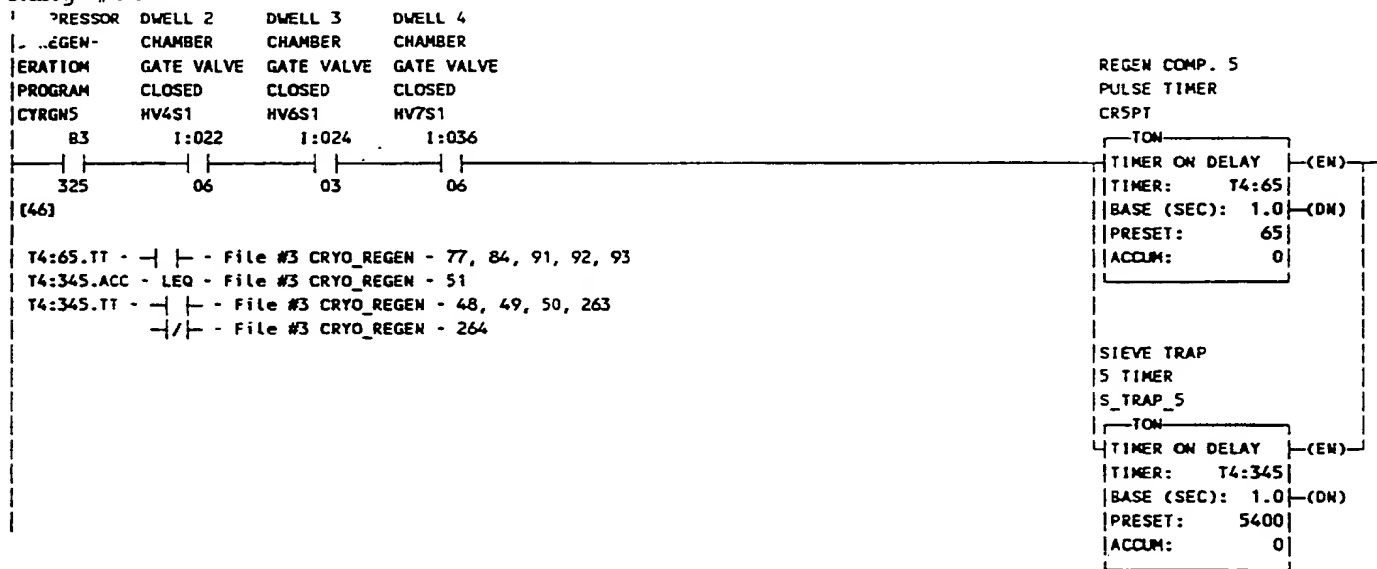 PRESSOR DWELL 2 DWELL 3 DWELL 4
EGEN- CHAMBER CHAMBER CHAMBER
ERATION GATE VALVE GATE VALVE GATE VALVE
PROGRAM CLOSED CLOSED CLOSED
CYRGN5 HV4S1 HV6S1 HV7S1
B3 I:022 I:024 I:036
325 06 03 06
[46]
REGEN COMP. 5
PULSE TIMER
CR5PT
TON
TIMER ON DELAY (EN)
TIMER: T4:65
BASE (SEC): 1.0 (DN)
PRESET: 65
ACCUM: 0
T4:65.TT - ┤ ├ - File #3 CRYO_REGEN - 77, 84, 91, 92, 93
T4:345.ACC - LEQ - File #3 CRYO_REGEN - 51
T4:345.TT - ┤ ├ - File #3 CRYO_REGEN - 48, 49, 50, 263
┤/├ - File #3 CRYO_REGEN - 264
SIEVE TRAP
5 TIMER
S_TRAP_5
TON
TIMER ON DELAY (EN)
TIMER: T4:345
BASE (SEC): 1.0 (DN)
PRESET: 5400
ACCUM: 0